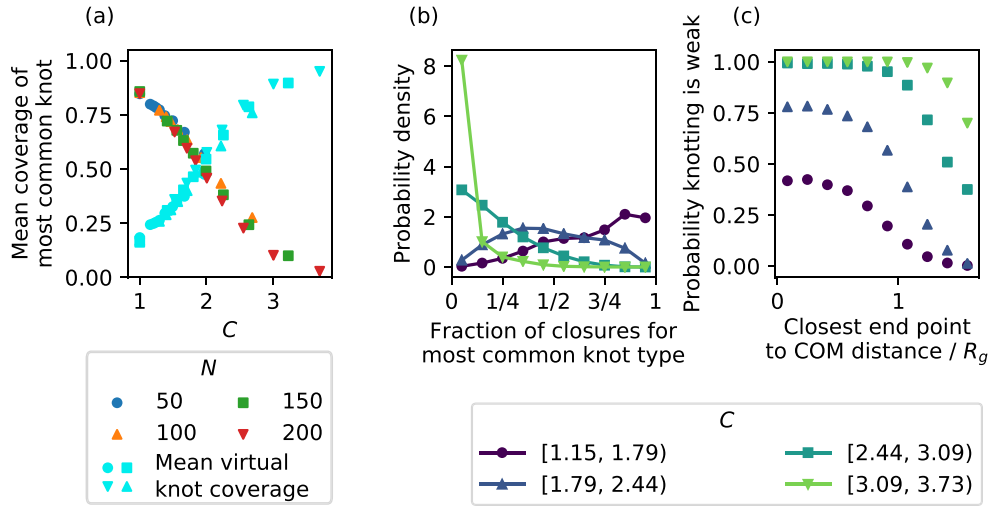 (a)
Mean coverage of
most common knot
1.00
0.75
0.50
0.25
0.00
1
2
3
C
(b)
Probability density
8
6
4
2
0
0
1/4
1/2
3/4
1
Fraction of closures for
most common knot type
(c)
Probability knotting is weak
1.00
0.75
0.50
0.25
0.00
0
1
Closest end point
to COM distance / R_g
N
50
150
100
200
Mean virtual
knot coverage
C
[1.15, 1.79)
[2.44, 3.09)
[1.79, 2.44)
[3.09, 3.73)